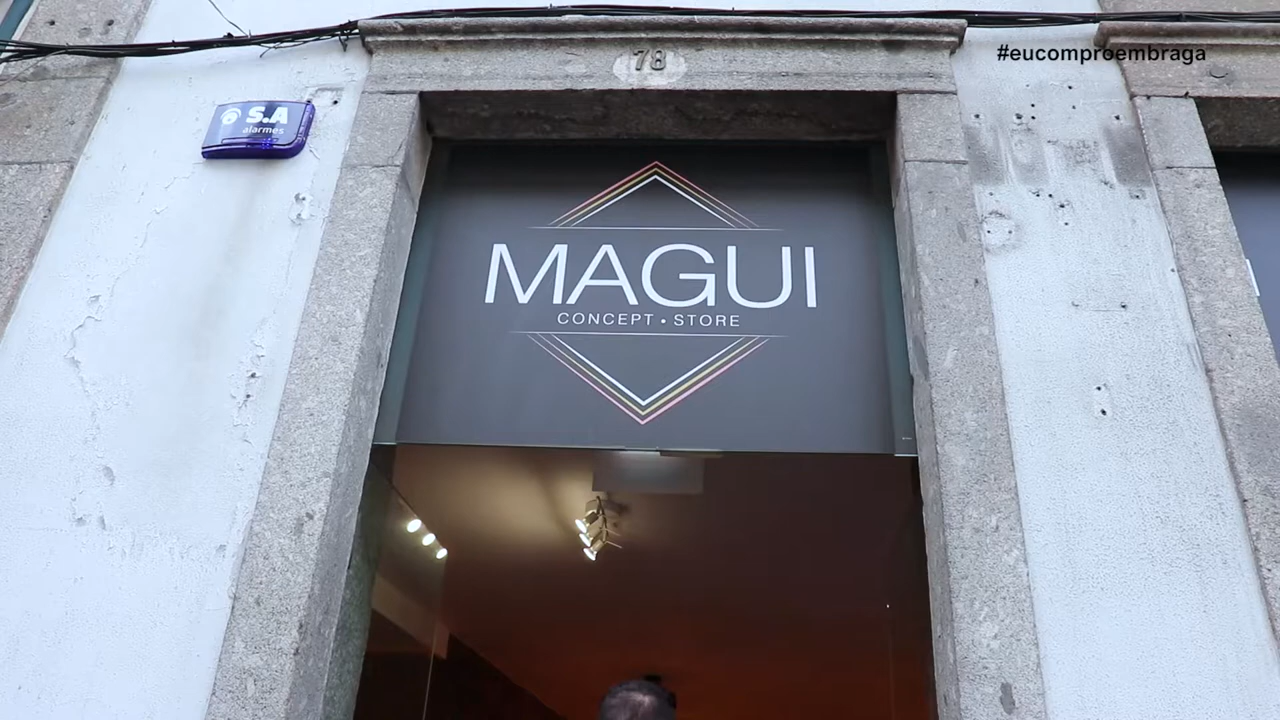 #eucomproembraga
78
S.A
alarmes
MAGUI
CONCEPT • STORE